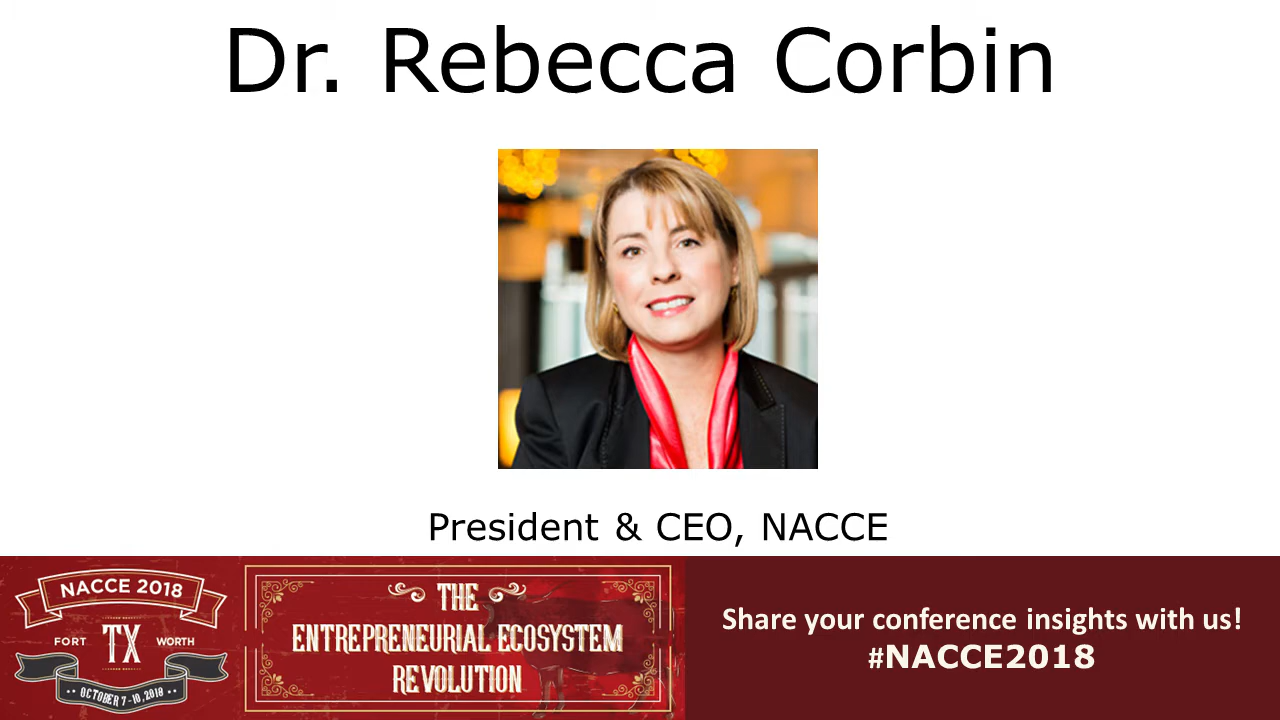 Dr. Rebecca Corbin
President & CEO, NACCE
NACCE 2018
FORT TX WORTH
•• OCTOBER 7-10, 2018 ••
THE
ENTREPRENEURIAL ECOSYSTEM
REVOLUTION
Share your conference insights with us!
#NACCE2018